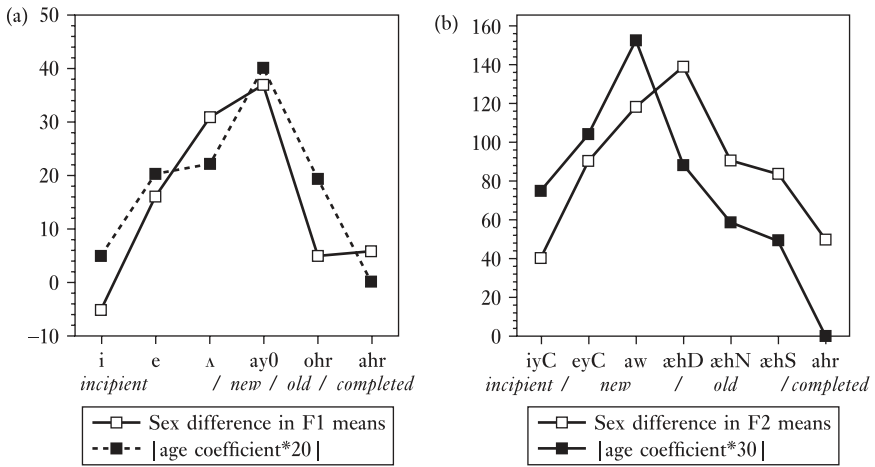 (a)
50
40
30
20
10
0
−10
i e ʌ ay0 ohr ahr
incipient / new / old / completed
Sex difference in F1 means
|age coefficient*20|
(b)
160
140
120
100
80
60
40
20
0
iyC eyC aw æhD æhN æhS ahr
incipient / new / old / completed
Sex difference in F2 means
|age coefficient*30|